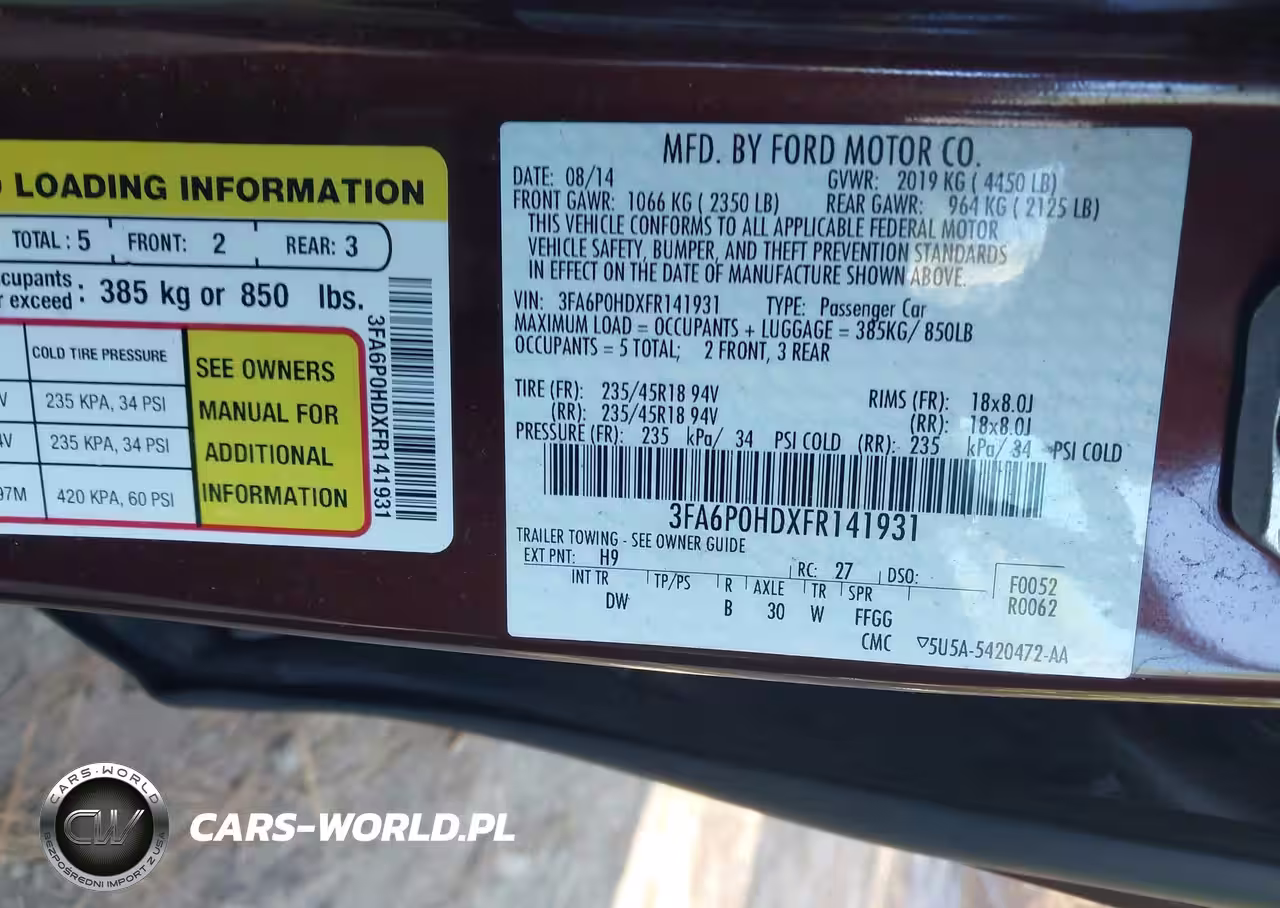 LOADING INFORMATION
TOTAL : 5 FRONT: 2 REAR: 3
ccupants
exceed : 385 kg or 850 lbs.
COLD TIRE PRESSURE
V 235 KPA, 34 PSI
V 235 KPA, 34 PSI
97M 420 KPA, 60 PSI
SEE OWNERS
MANUAL FOR
ADDITIONAL
INFORMATION
3FA6P0HDXFR141931
MFD. BY FORD MOTOR CO.
DATE: 08/14 GVWR: 2019 KG ( 4450 LB)
FRONT GAWR: 1066 KG ( 2350 LB) REAR GAWR: 964 KG ( 2125 LB)
THIS VEHICLE CONFORMS TO ALL APPLICABLE FEDERAL MOTOR
VEHICLE SAFETY, BUMPER, AND THEFT PREVENTION STANDARDS
IN EFFECT ON THE DATE OF MANUFACTURE SHOWN ABOVE.
VIN: 3FA6P0HDXFR141931 TYPE: Passenger Car
MAXIMUM LOAD = OCCUPANTS + LUGGAGE = 385KG/ 850LB
OCCUPANTS = 5 TOTAL; 2 FRONT, 3 REAR
TIRE (FR): 235/45R18 94V RIMS (FR): 18x8.0J
(RR): 235/45R18 94V (RR): 18x8.0J
PRESSURE (FR): 235 kPa/ 34 PSI COLD (RR): 235 kPa/ 34 PSI COLD
3FA6P0HDXFR141931
TRAILER TOWING - SEE OWNER GUIDE
EXT PNT: H9 RC: 27 DSO: F0052
R0062
INT TR TP/PS R AXLE TR SPR
DW B 30 W FFGG
CMC ▽5U5A-5420472-AA
CARS-WORLD
CW
BEZPOŚREDNI IMPORT Z USA
CARS-WORLD.PL